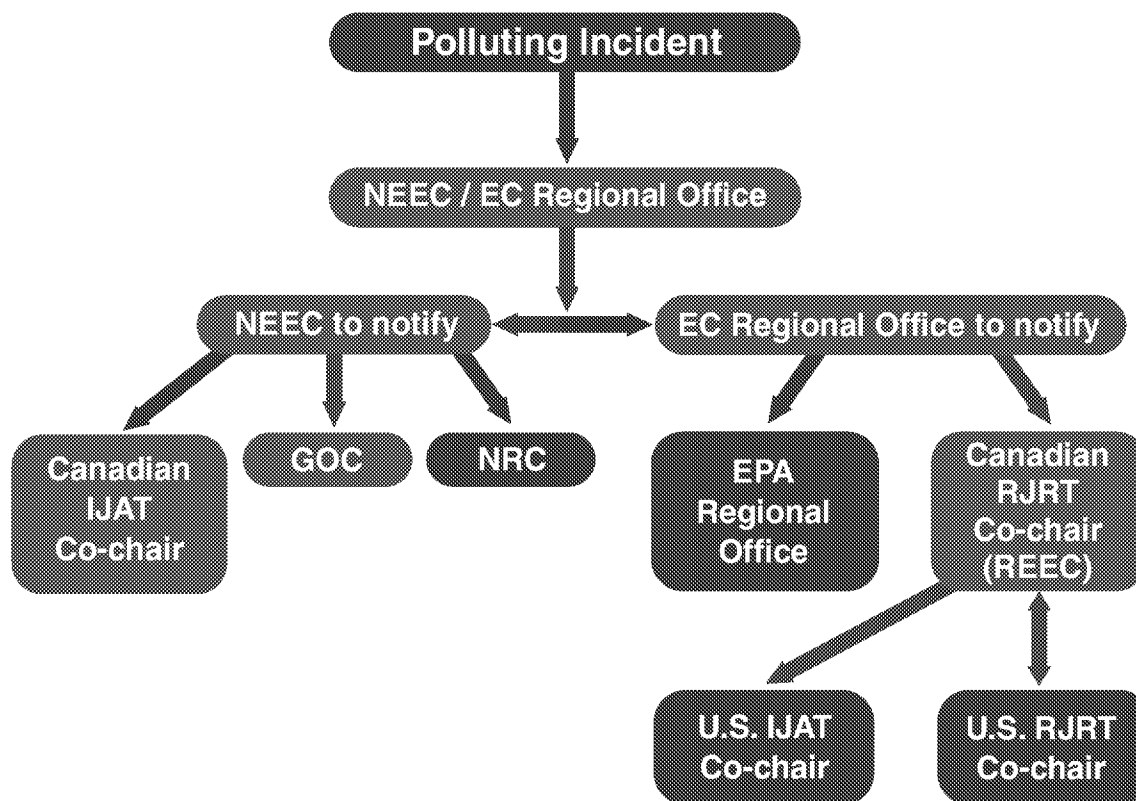 Polluting Incident
NEEC / EC Regional Office
NEEC to notify
EC Regional Office to notify
Canadian
IJAT
Co-chair
GOC
NRC
EPA
Regional
Office
Canadian
RJRT
Co-chair
(REEC)
U.S. IJAT
Co-chair
U.S. RJRT
Co-chair